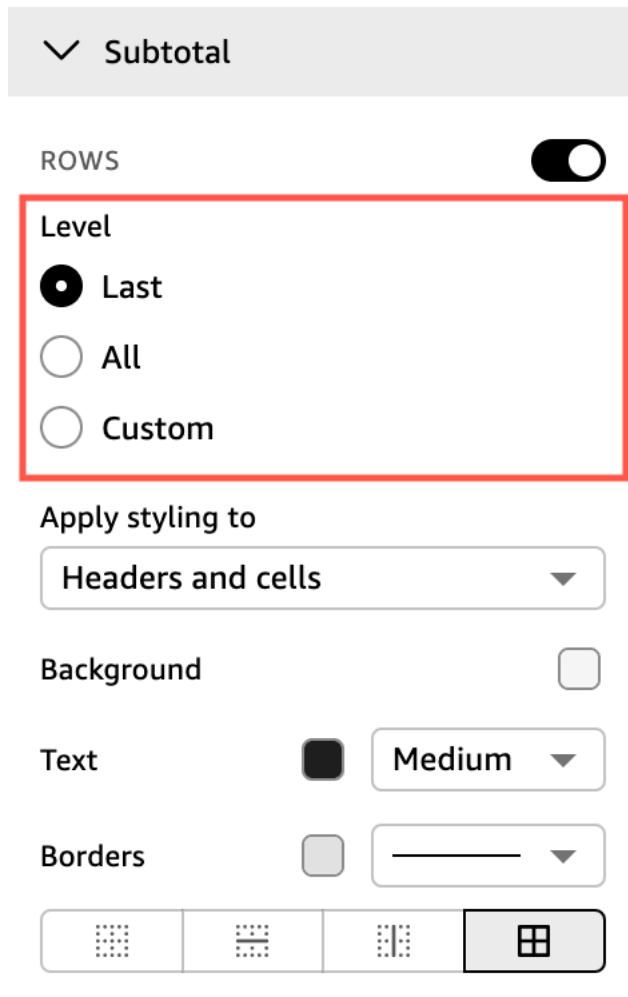 Subtotal
ROWS
Level
Last
All
Custom
Apply styling to
Headers and cells
Background
Text Medium
Borders